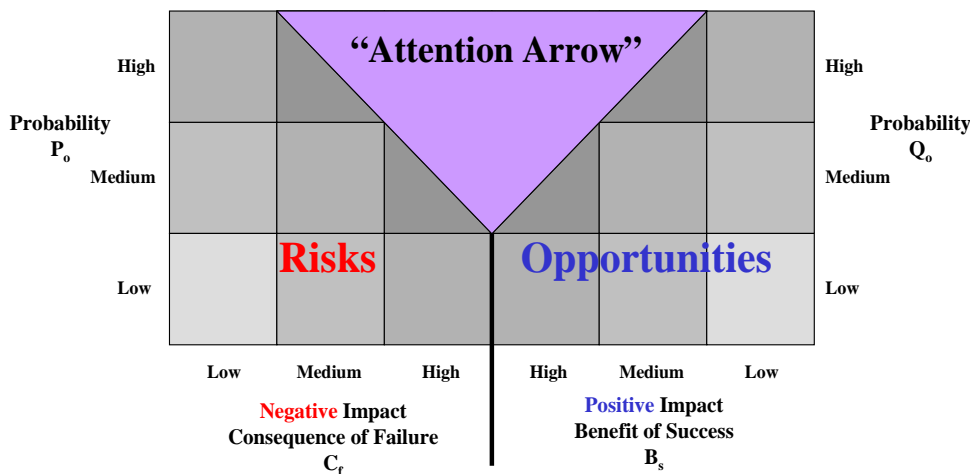 “Attention Arrow”
High
High
Probability
Pₒ
Probability
Qₒ
Medium
Medium
Risks
Opportunities
Low
Low
Low
Medium
High
High
Medium
Low
Negative Impact
Consequence of Failure
C_f
Positive Impact
Benefit of Success
Bₛ